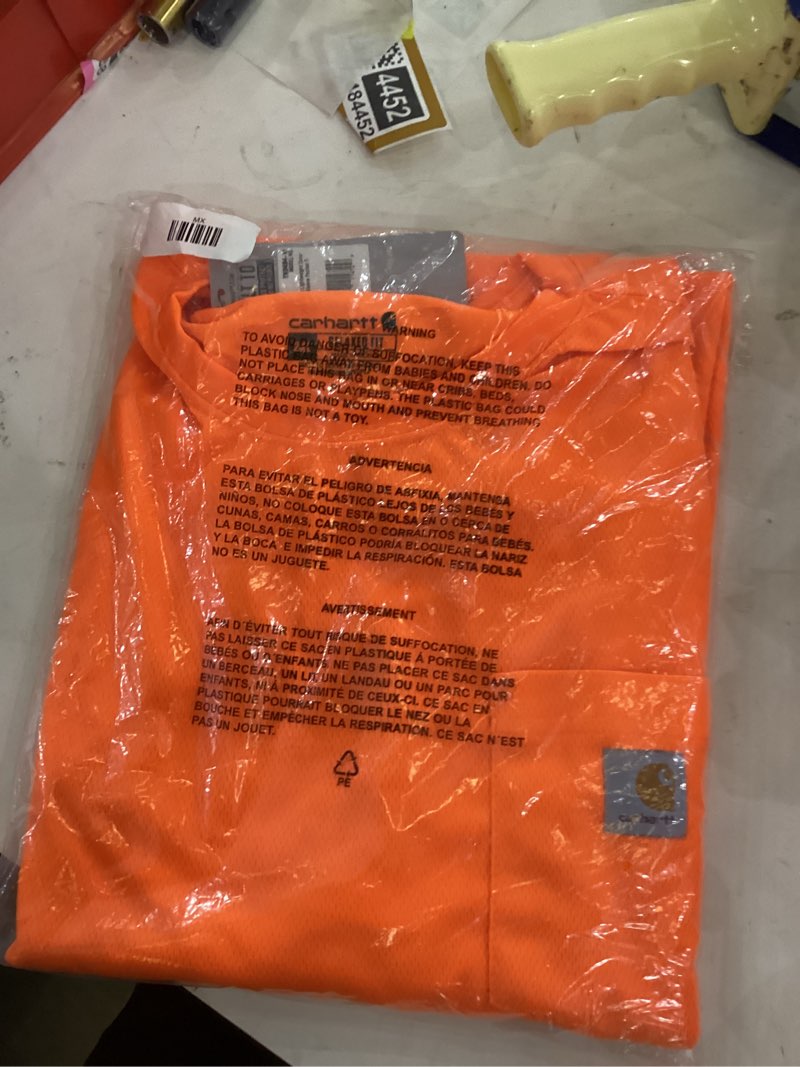 4452
184452
MX
carhartt
RELAXED FIT
WARNING
TO AVOID DANGER OF SUFFOCATION, KEEP THIS
PLASTIC BAG AWAY FROM BABIES AND CHILDREN. DO
NOT PLACE THIS BAG IN OR NEAR CRIBS, BEDS,
CARRIAGES OR PLAYPENS. THE PLASTIC BAG COULD
BLOCK NOSE AND MOUTH AND PREVENT BREATHING
THIS BAG IS NOT A TOY.
ADVERTENCIA
PARA EVITAR EL PELIGRO DE ASFIXIA, MANTENGA
ESTA BOLSA DE PLÁSTICO LEJOS DE LOS BEBÉS Y
NIÑOS, NO COLOQUE ESTA BOLSA EN O CERCA DE
CUNAS, CAMAS, CARROS O CORRALITOS PARA BEBÉS.
LA BOLSA DE PLÁSTICO PODRÍA BLOQUEAR LA NARIZ
Y LA BOCA E IMPEDIR LA RESPIRACIÓN. ESTA BOLSA
NO ES UN JUGUETE.
AVERTISSEMENT
AFIN D´ÉVITER TOUT RISQUE DE SUFFOCATION, NE
PAS LAISSER CE SAC EN PLASTIQUE À PORTÉE DE
BÉBÉS OU D´ENFANTS NE PAS PLACER CE SAC DANS
UN BERCEAU, UN LIT UN LANDAU OU UN PARC POUR
ENFANTS, NI À PROXIMITÉ DE CEUX-CI. CE SAC EN
PLASTIQUE POURRAIT BLOQUER LE NEZ OU LA
BOUCHE ET EMPÉCHER LA RESPIRATION. CE SAC N´EST
PAS UN JOUET.
PE
carhartt